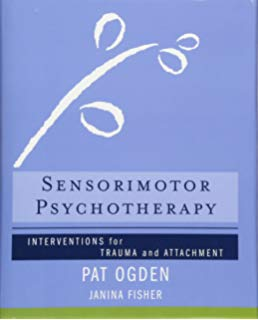 SENSORIMOTOR
PSYCHOTHERAPY
INTERVENTIONS for
TRAUMA and ATTACHMENT
PAT OGDEN
JANINA FISHER